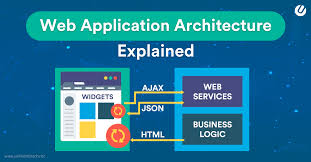 Web Application Architecture
Explained
WIDGETS
AJAX
JSON
HTML
WEB
SERVICES
BUSINESS
LOGIC